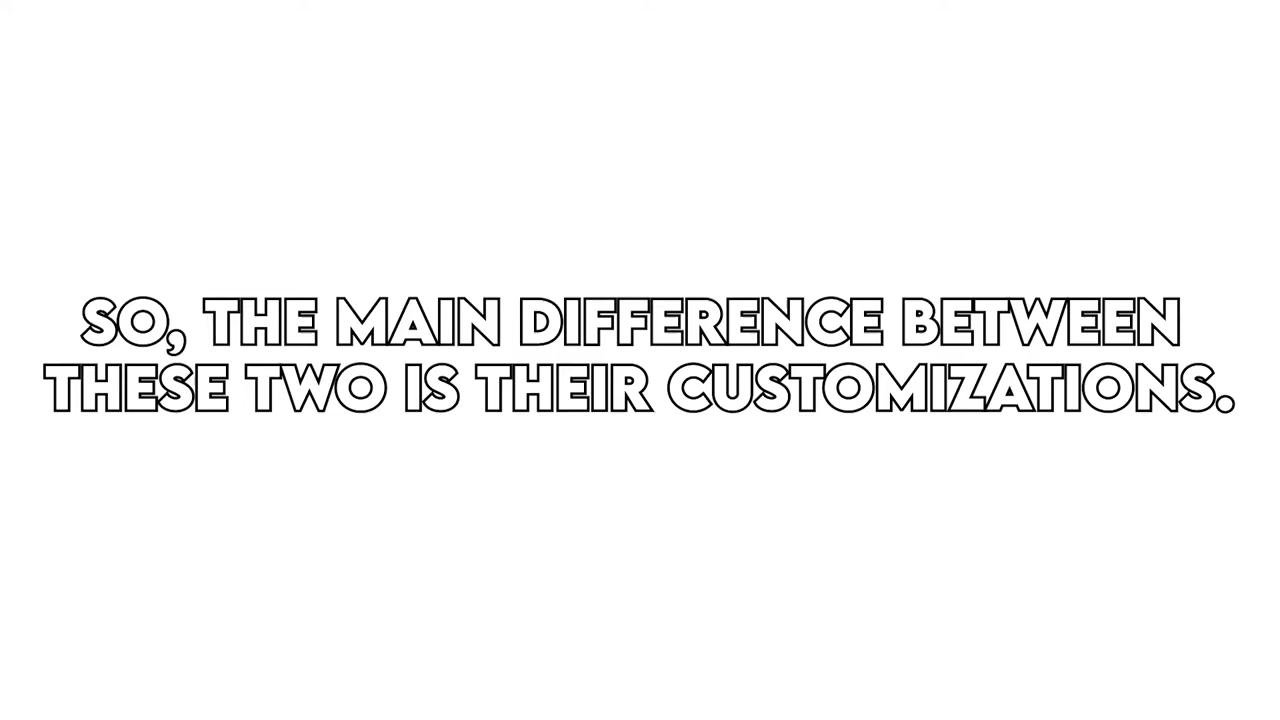 SO, THE MAIN DIFFERENCE BETWEEN
THESE TWO IS THEIR CUSTOMIZATIONS.